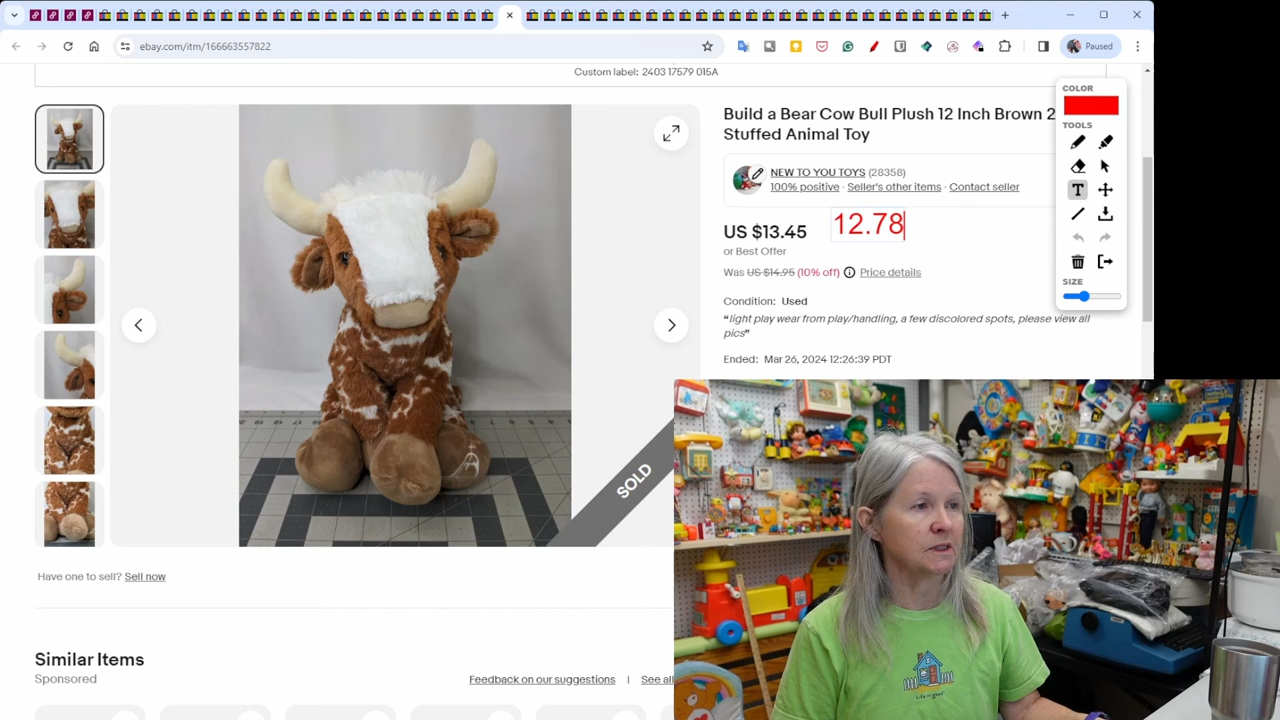 ebay.com/itm/166663557822
Paused
Custom label: 2403 17579 015A
COLOR
TOOLS
T
SIZE
Build a Bear Cow Bull Plush 12 Inch Brown 2
Stuffed Animal Toy
NEW TO YOU TOYS (28358)
100% positive · Seller's other items · Contact seller
US $13.45
12.78
or Best Offer
Was US $14.95 (10% off) Price details
Condition: Used
“light play wear from play/handling, a few discolored spots, please view all
pics”
Ended: Mar 26, 2024 12:26:39 PDT
SOLD
Have one to sell? Sell now
Similar Items
Sponsored
Feedback on our suggestions | See all
Life is good